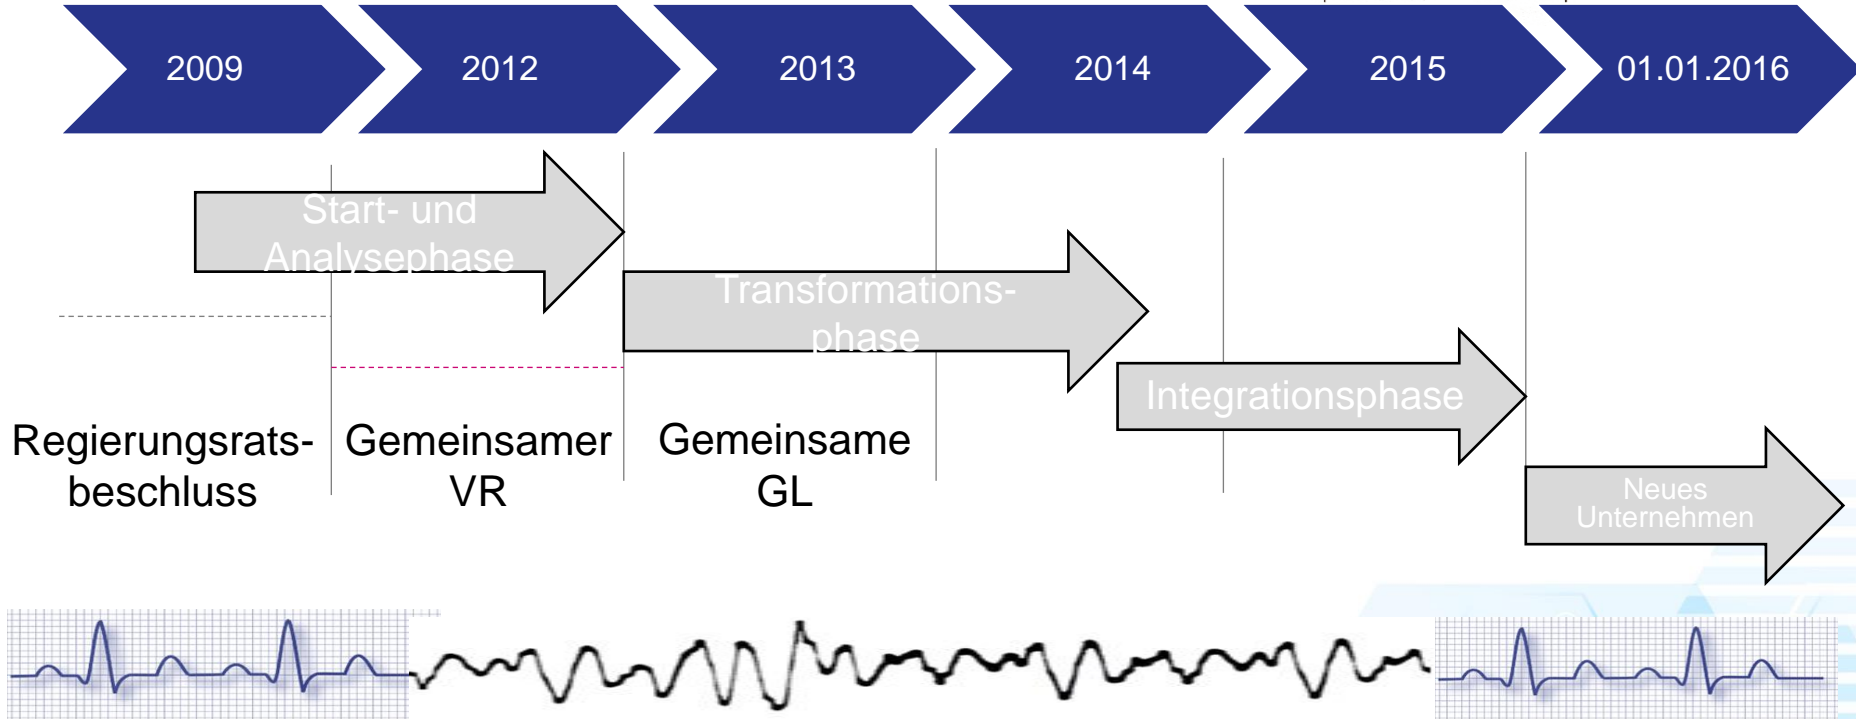 2009
2012
2013
2014
2015
01.01.2016
Start- und
Analysephase
Transformations-
phase
Integrationsphase
Regierungsrats-
beschluss
Gemeinsamer
VR
Gemeinsame
GL
Neues
Unternehmen